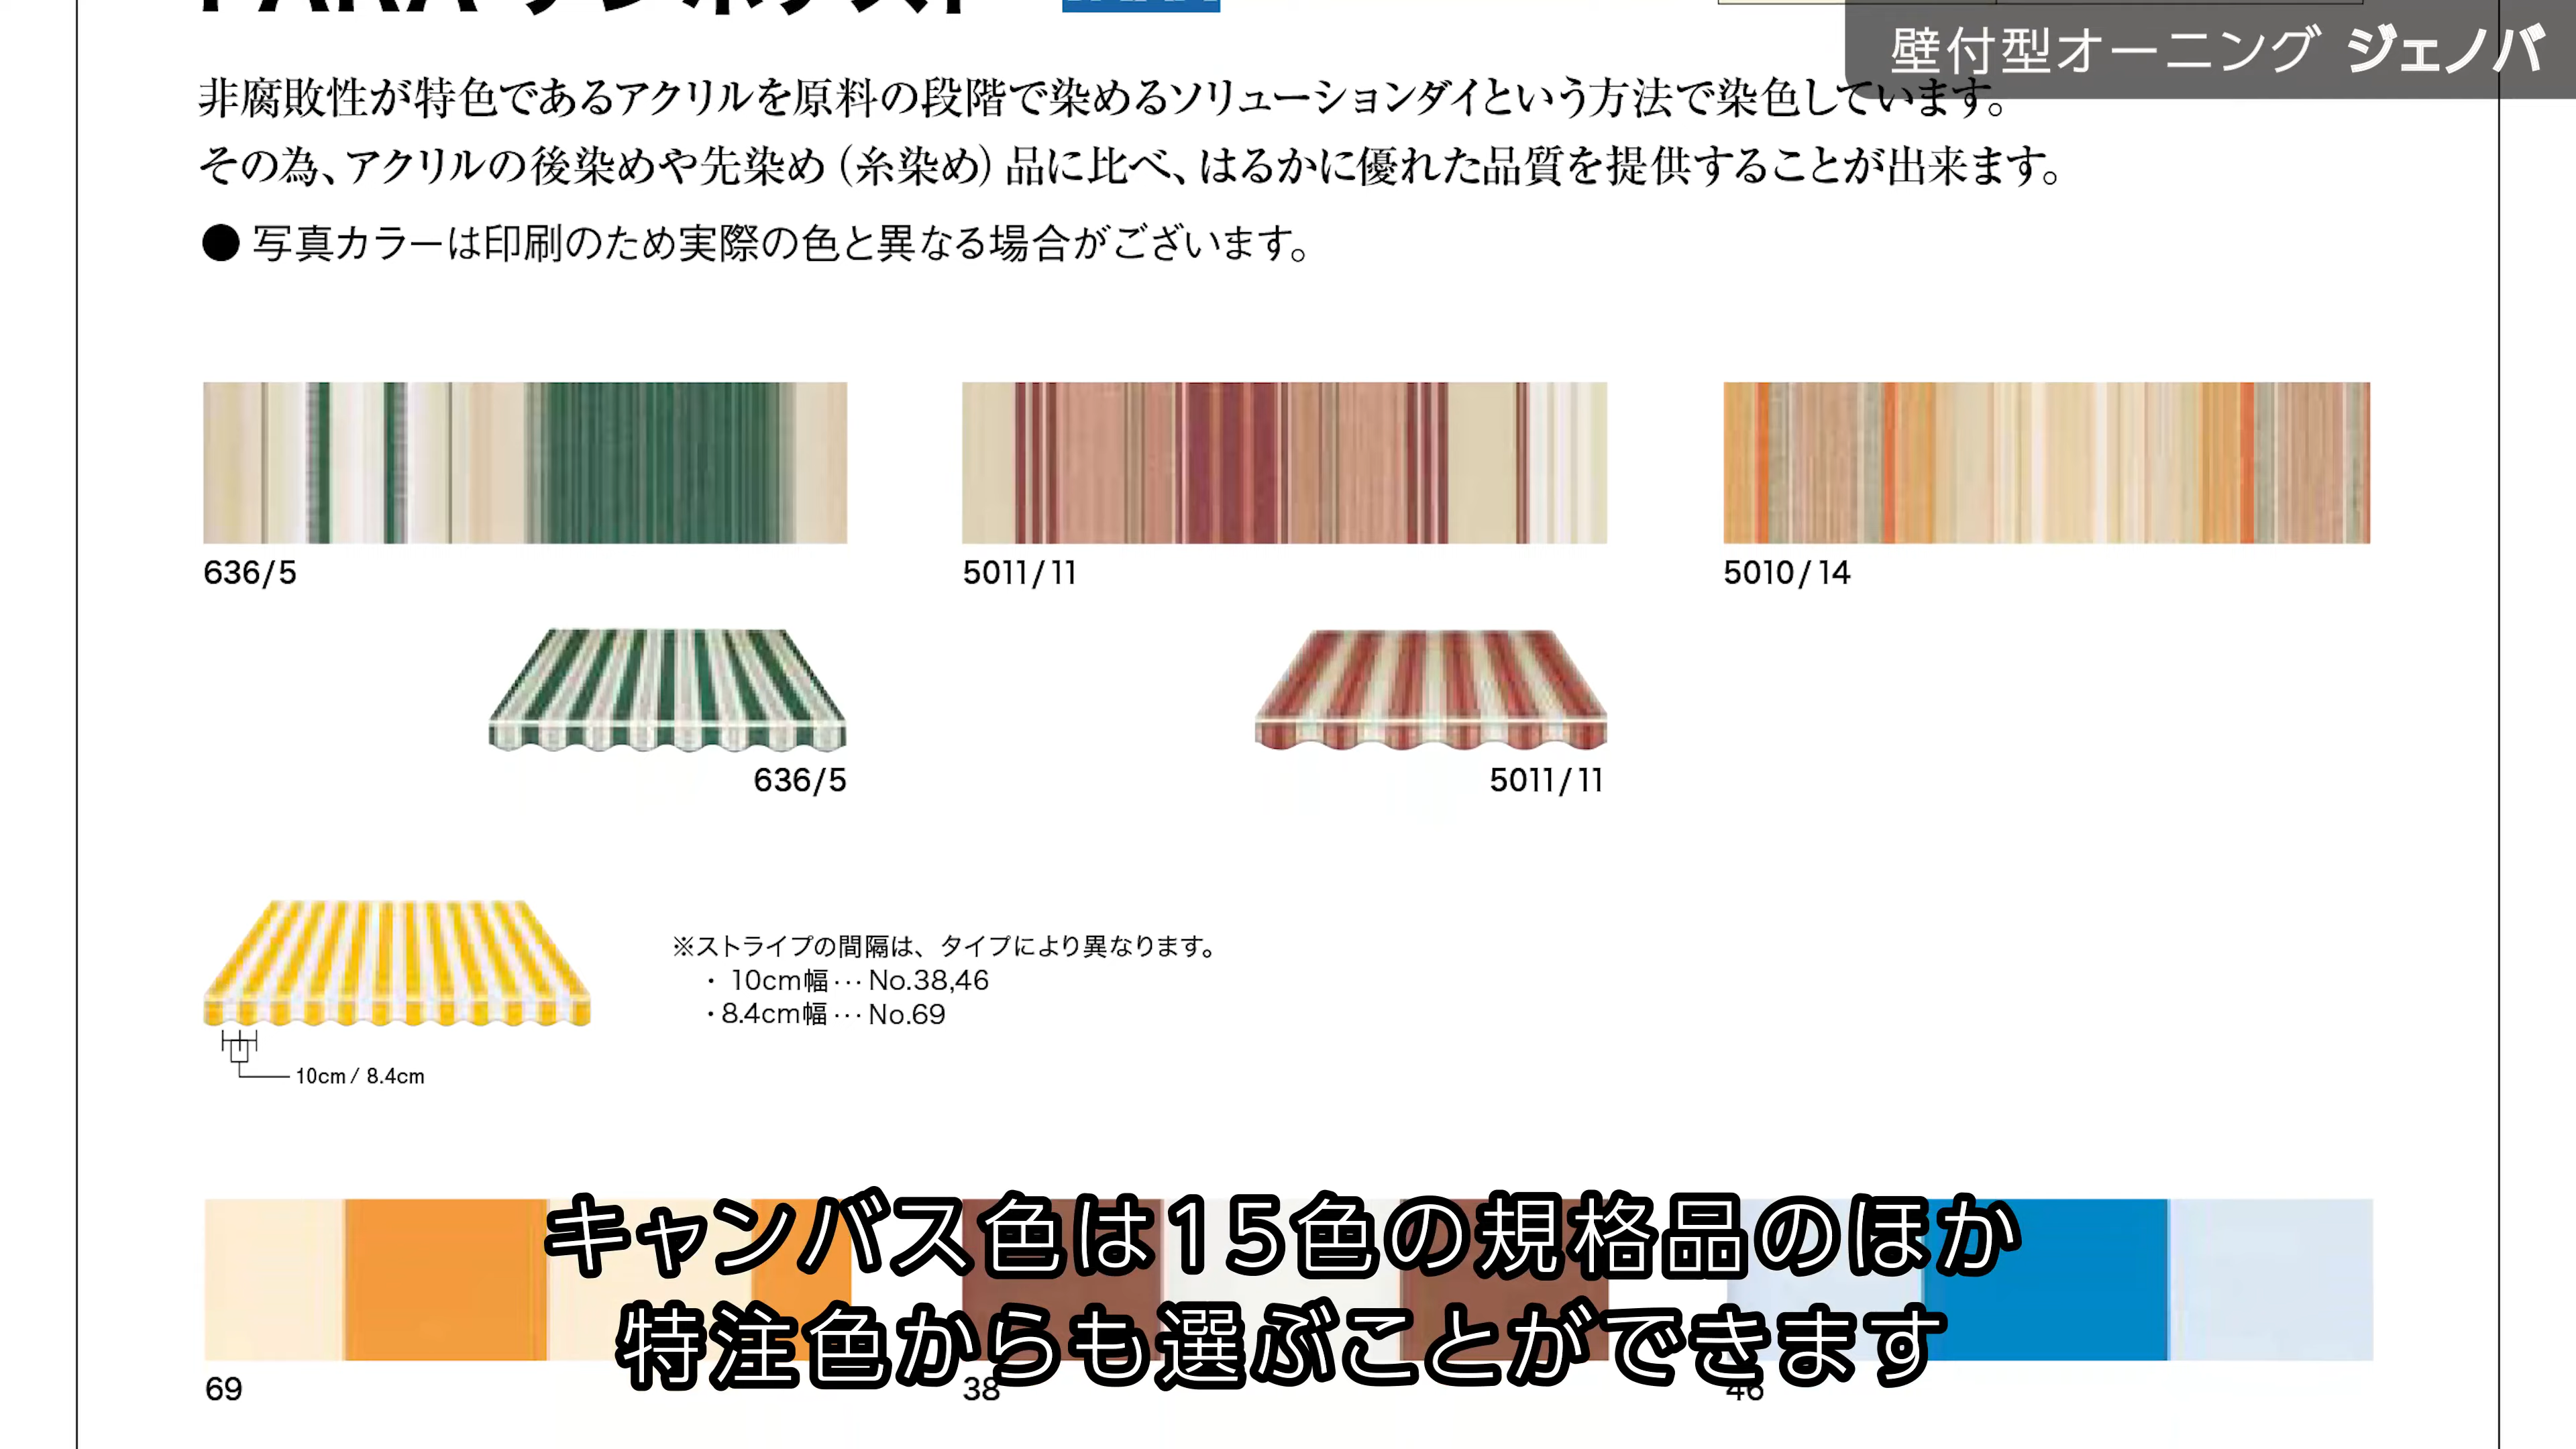 壁付型オーニング ジェノバ
非腐敗性が特色であるアクリルを原料の段階で染めるソリューションダイという方法で染色しています。
その為、アクリルの後染めや先染め（糸染め）品に比べ、はるかに優れた品質を提供することが出来ます。
●写真カラーは印刷のため実際の色と異なる場合がございます。
636/5
5011/11
5010/14
636/5
5011/11
※ストライプの間隔は、タイプにより異なります。
・ 10cm幅･･･No.38,46
・8.4cm幅･･･No.69
10cm/ 8.4cm
キャンバス色は15色の規格品のほか
特注色からも選ぶことができます
69
38
46